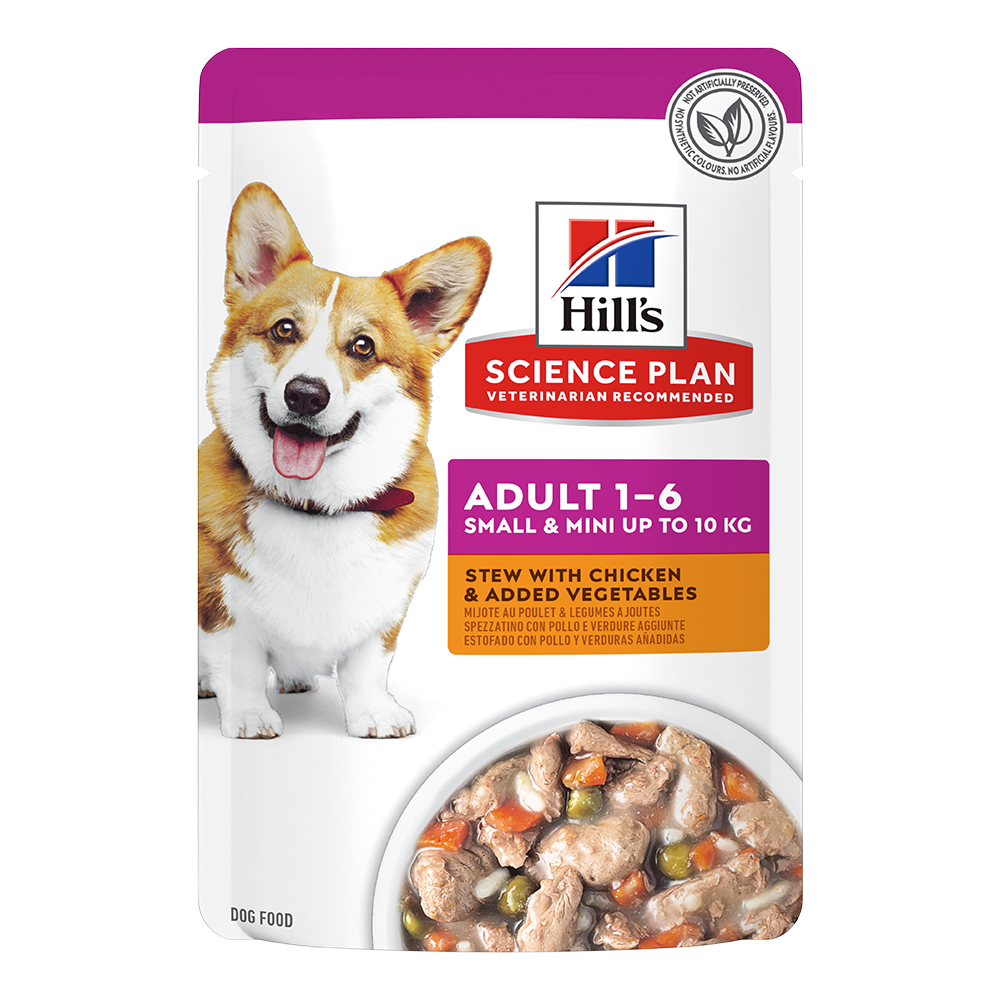 NOT ARTIFICIALLY PRESERVED.
NO SYNTHETIC COLOURS. NO ARTIFICIAL FLAVOURS.
Hill's
SCIENCE PLAN
VETERINARIAN RECOMMENDED
ADULT 1–6
SMALL & MINI UP TO 10 KG
STEW WITH CHICKEN
& ADDED VEGETABLES
MIJOTE AU POULET & LEGUMES AJOUTES
SPEZZATINO CON POLLO E VERDURE AGGIUNTE
ESTOFADO CON POLLO Y VERDURAS AÑADIDAS
DOG FOOD